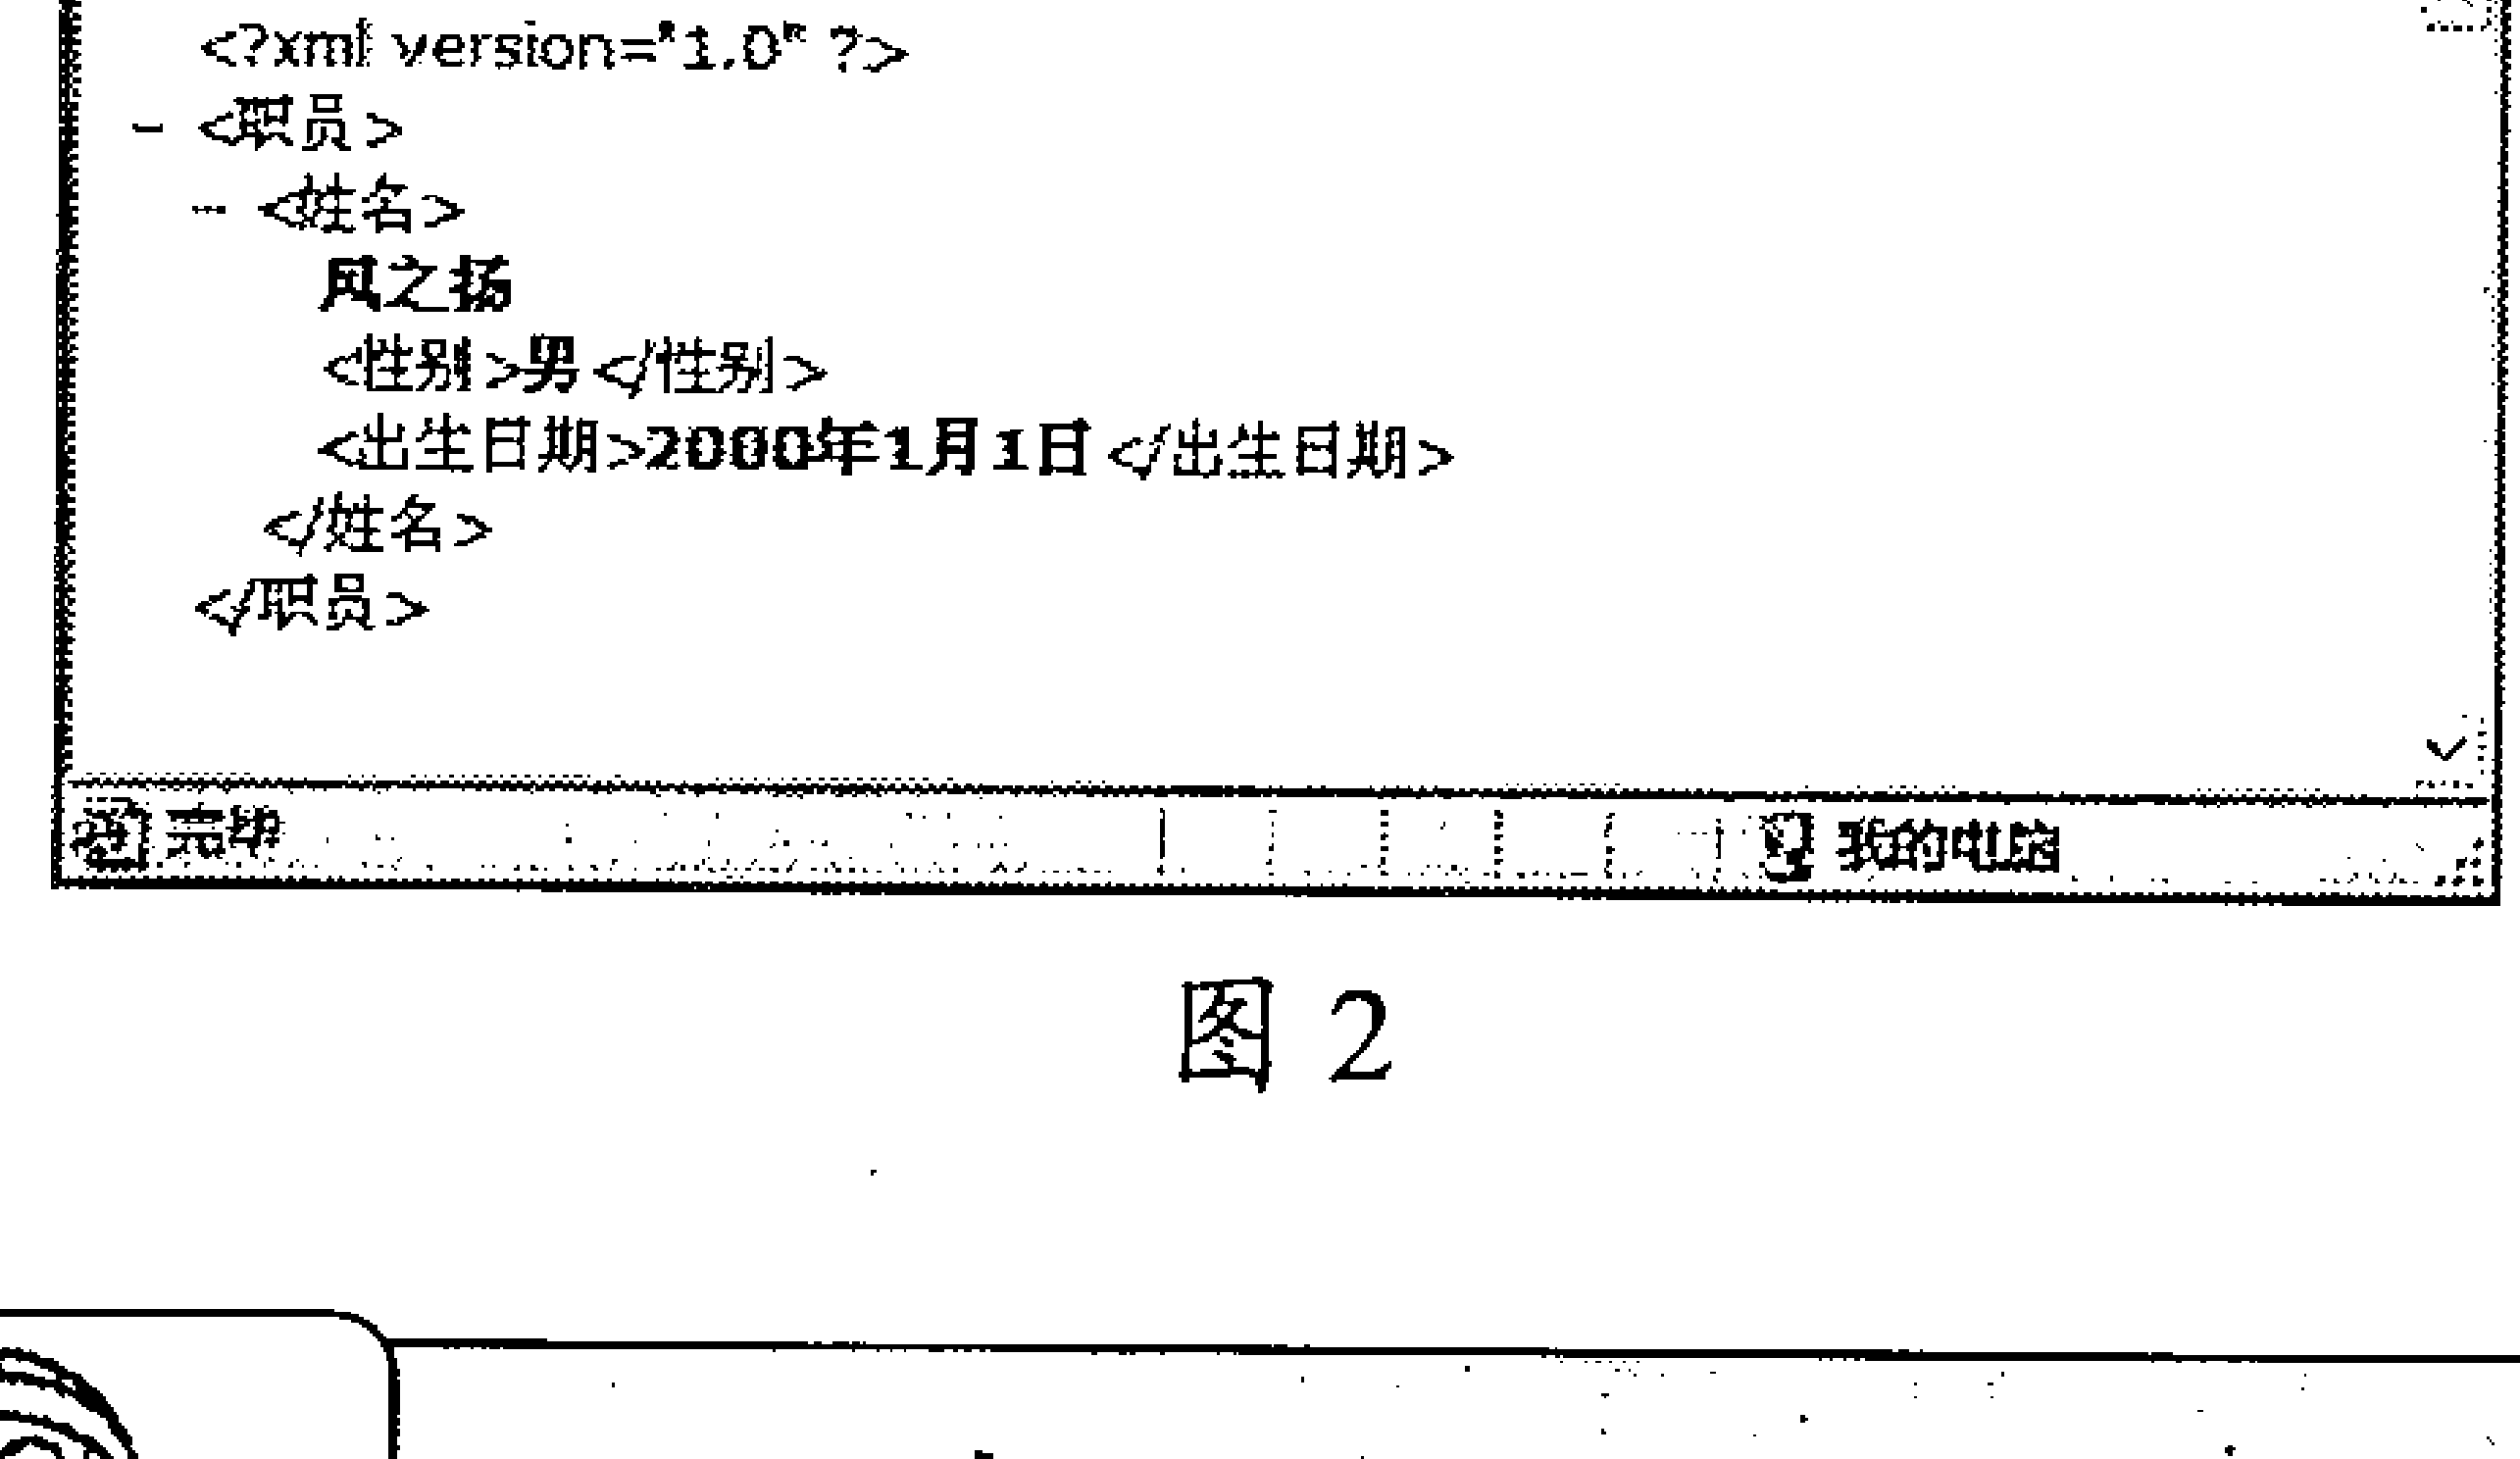 <?xml version="1.0" ?>
- <职员>
- <姓名>
风之扬
<性别>男</性别>
<出生日期>2000年1月1日</出生日期>
</姓名>
</职员>
完毕 我的电脑
图 2